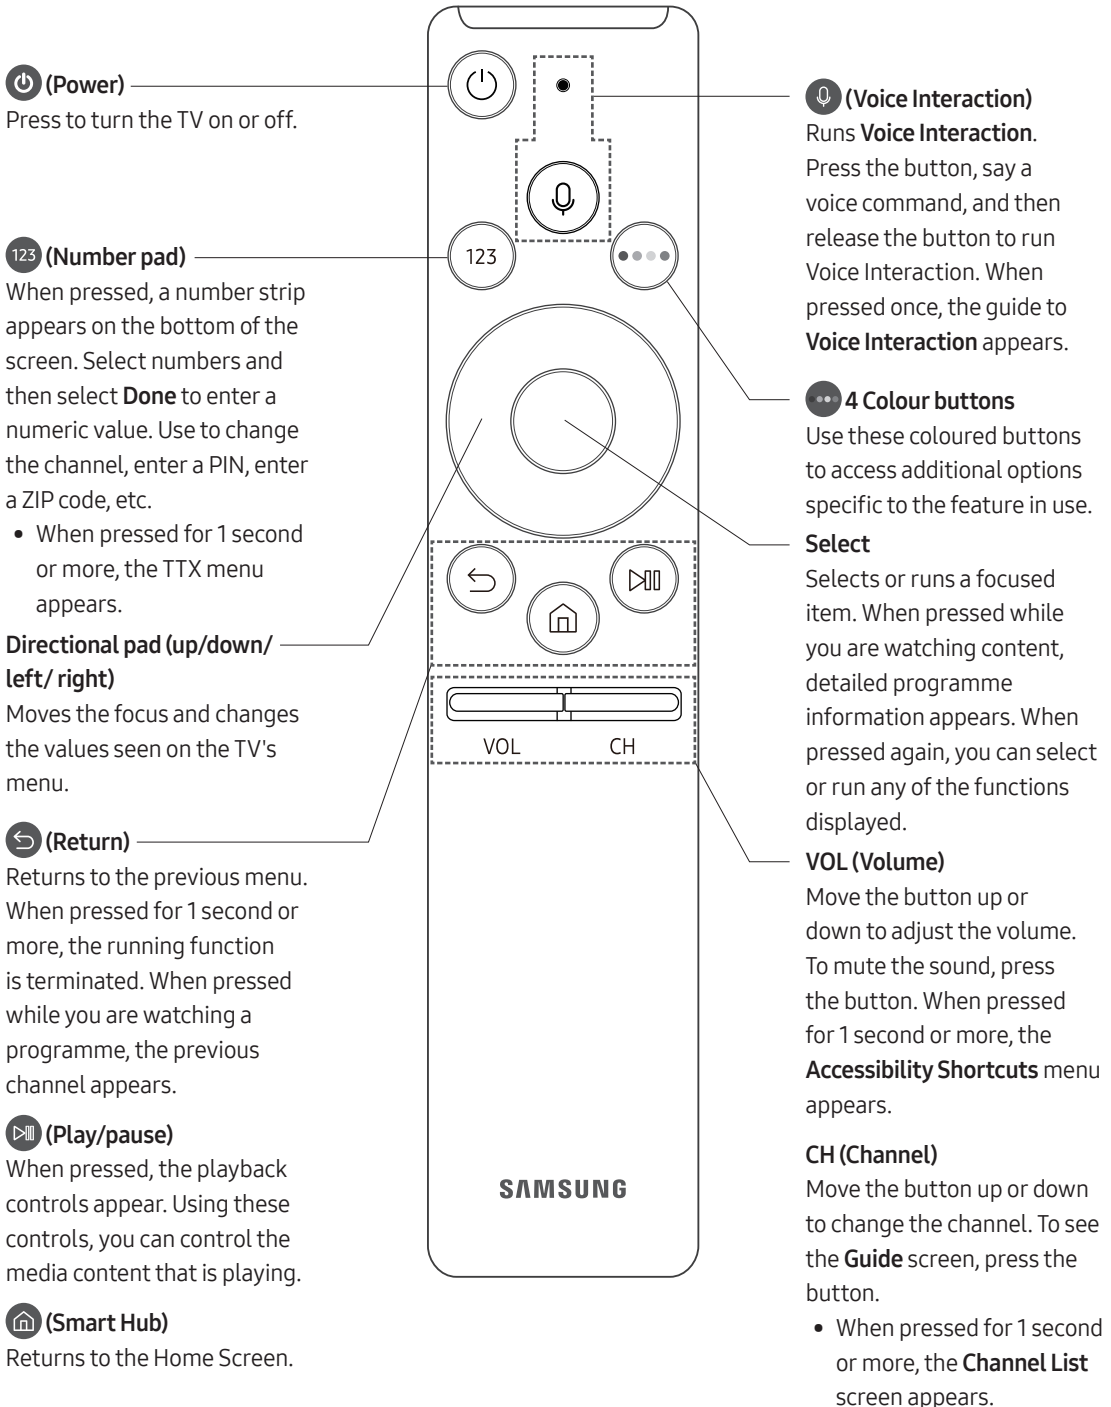 (Power)
Press to turn the TV on or off.
123 (Number pad)
When pressed, a number strip
appears on the bottom of the
screen. Select numbers and
then select Done to enter a
numeric value. Use to change
the channel, enter a PIN, enter
a ZIP code, etc.
• When pressed for 1 second
or more, the TTX menu
appears.
Directional pad (up/down/
left/ right)
Moves the focus and changes
the values seen on the TV's
menu.
(Return)
Returns to the previous menu.
When pressed for 1 second or
more, the running function
is terminated. When pressed
while you are watching a
programme, the previous
channel appears.
(Play/pause)
When pressed, the playback
controls appear. Using these
controls, you can control the
media content that is playing.
(Smart Hub)
Returns to the Home Screen.
123
VOL CH
SAMSUNG
(Voice Interaction)
Runs Voice Interaction.
Press the button, say a
voice command, and then
release the button to run
Voice Interaction. When
pressed once, the guide to
Voice Interaction appears.
4 Colour buttons
Use these coloured buttons
to access additional options
specific to the feature in use.
Select
Selects or runs a focused
item. When pressed while
you are watching content,
detailed programme
information appears. When
pressed again, you can select
or run any of the functions
displayed.
VOL (Volume)
Move the button up or
down to adjust the volume.
To mute the sound, press
the button. When pressed
for 1 second or more, the
Accessibility Shortcuts menu
appears.
CH (Channel)
Move the button up or down
to change the channel. To see
the Guide screen, press the
button.
• When pressed for 1 second
or more, the Channel List
screen appears.